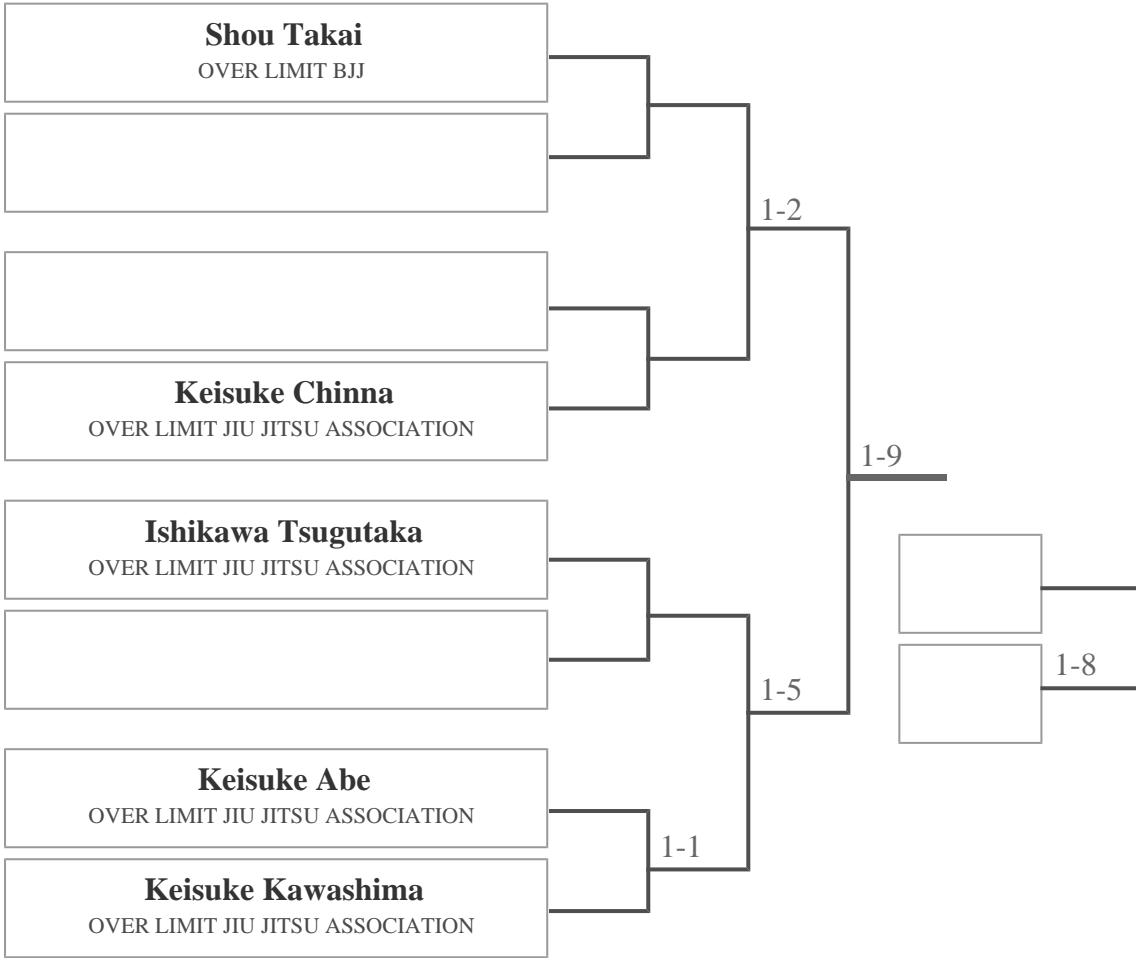 Shou Takai
OVER LIMIT BJJ
1-2
Keisuke Chinna
OVER LIMIT JIU JITSU ASSOCIATION
1-9
Ishikawa Tsugutaka
OVER LIMIT JIU JITSU ASSOCIATION
1-8
1-5
Keisuke Abe
OVER LIMIT JIU JITSU ASSOCIATION
1-1
Keisuke Kawashima
OVER LIMIT JIU JITSU ASSOCIATION